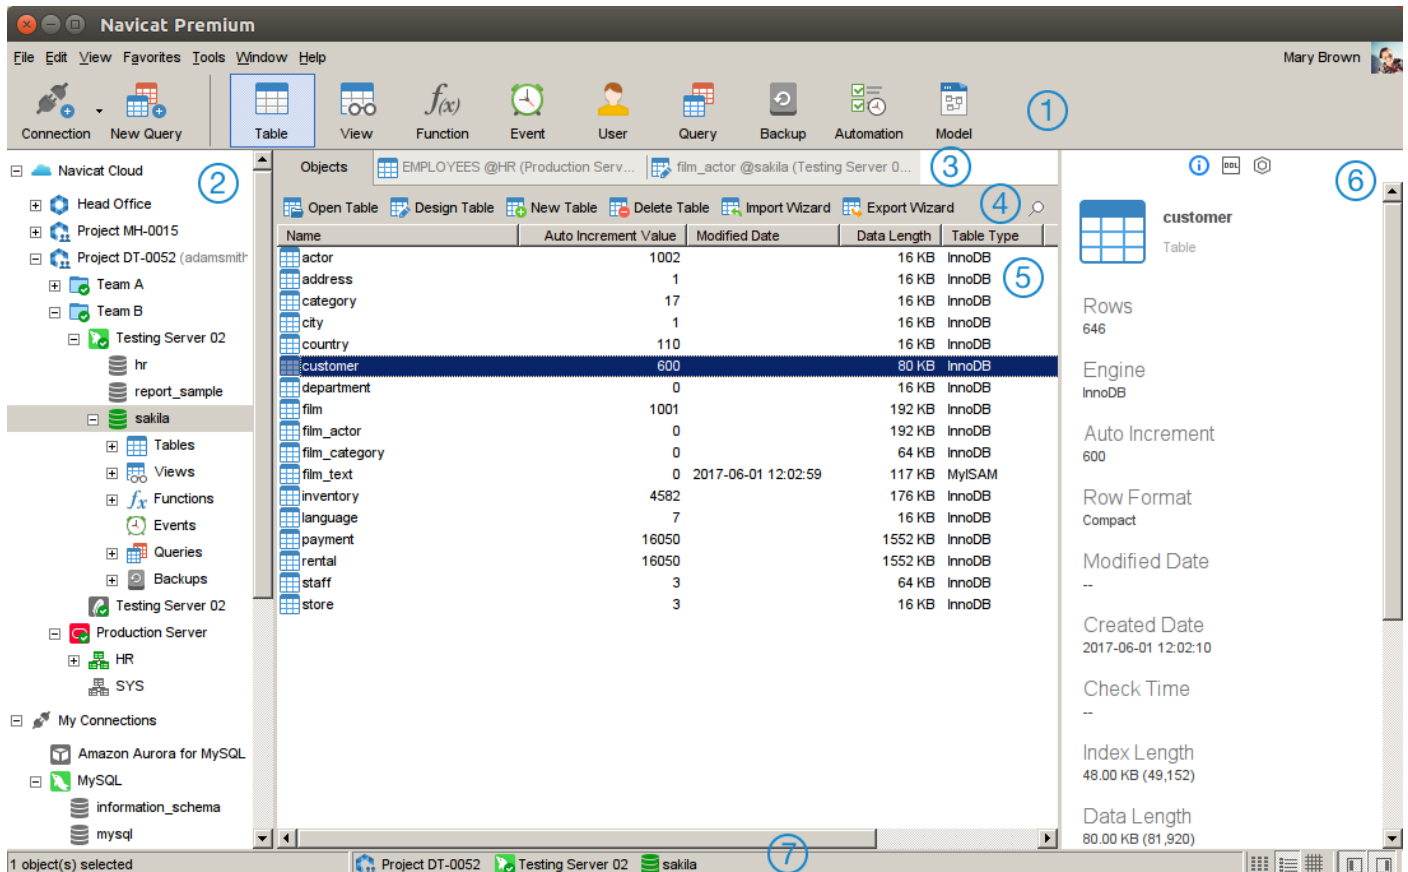 Navicat Premium
File Edit View Favorites Tools Window Help
Mary Brown
Connection New Query Table View Function Event User Query Backup Automation Model
1
Navicat Cloud
2
Head Office
Project MH-0015
Project DT-0052 (adamsmith
Team A
Team B
Testing Server 02
hr
report_sample
sakila
Tables
Views
Functions
Events
Queries
Backups
Testing Server 02
Production Server
HR
SYS
My Connections
Amazon Aurora for MySQL
MySQL
information_schema
mysql
Objects EMPLOYEES @HR (Production Serv... film_actor @sakila (Testing Server 0...
3
Open Table Design Table New Table Delete Table Import Wizard Export Wizard
4
Name Auto Increment Value Modified Date Data Length Table Type
actor 1002 16 KB InnoDB
address 1 16 KB InnoDB
5
category 17 16 KB InnoDB
city 1 16 KB InnoDB
country 110 16 KB InnoDB
customer 600 80 KB InnoDB
department 0 16 KB InnoDB
film 1001 192 KB InnoDB
film_actor 0 192 KB InnoDB
film_category 0 64 KB InnoDB
film_text 0 2017-06-01 12:02:59 117 KB MyISAM
inventory 4582 176 KB InnoDB
language 7 16 KB InnoDB
payment 16050 1552 KB InnoDB
rental 16050 1552 KB InnoDB
staff 3 64 KB InnoDB
store 3 16 KB InnoDB
DDL
6
customer
Table
Rows
646
Engine
InnoDB
Auto Increment
600
Row Format
Compact
Modified Date
--
Created Date
2017-06-01 12:02:10
Check Time
--
Index Length
48.00 KB (49,152)
Data Length
80.00 KB (81,920)
1 object(s) selected
Project DT-0052 Testing Server 02 sakila
7